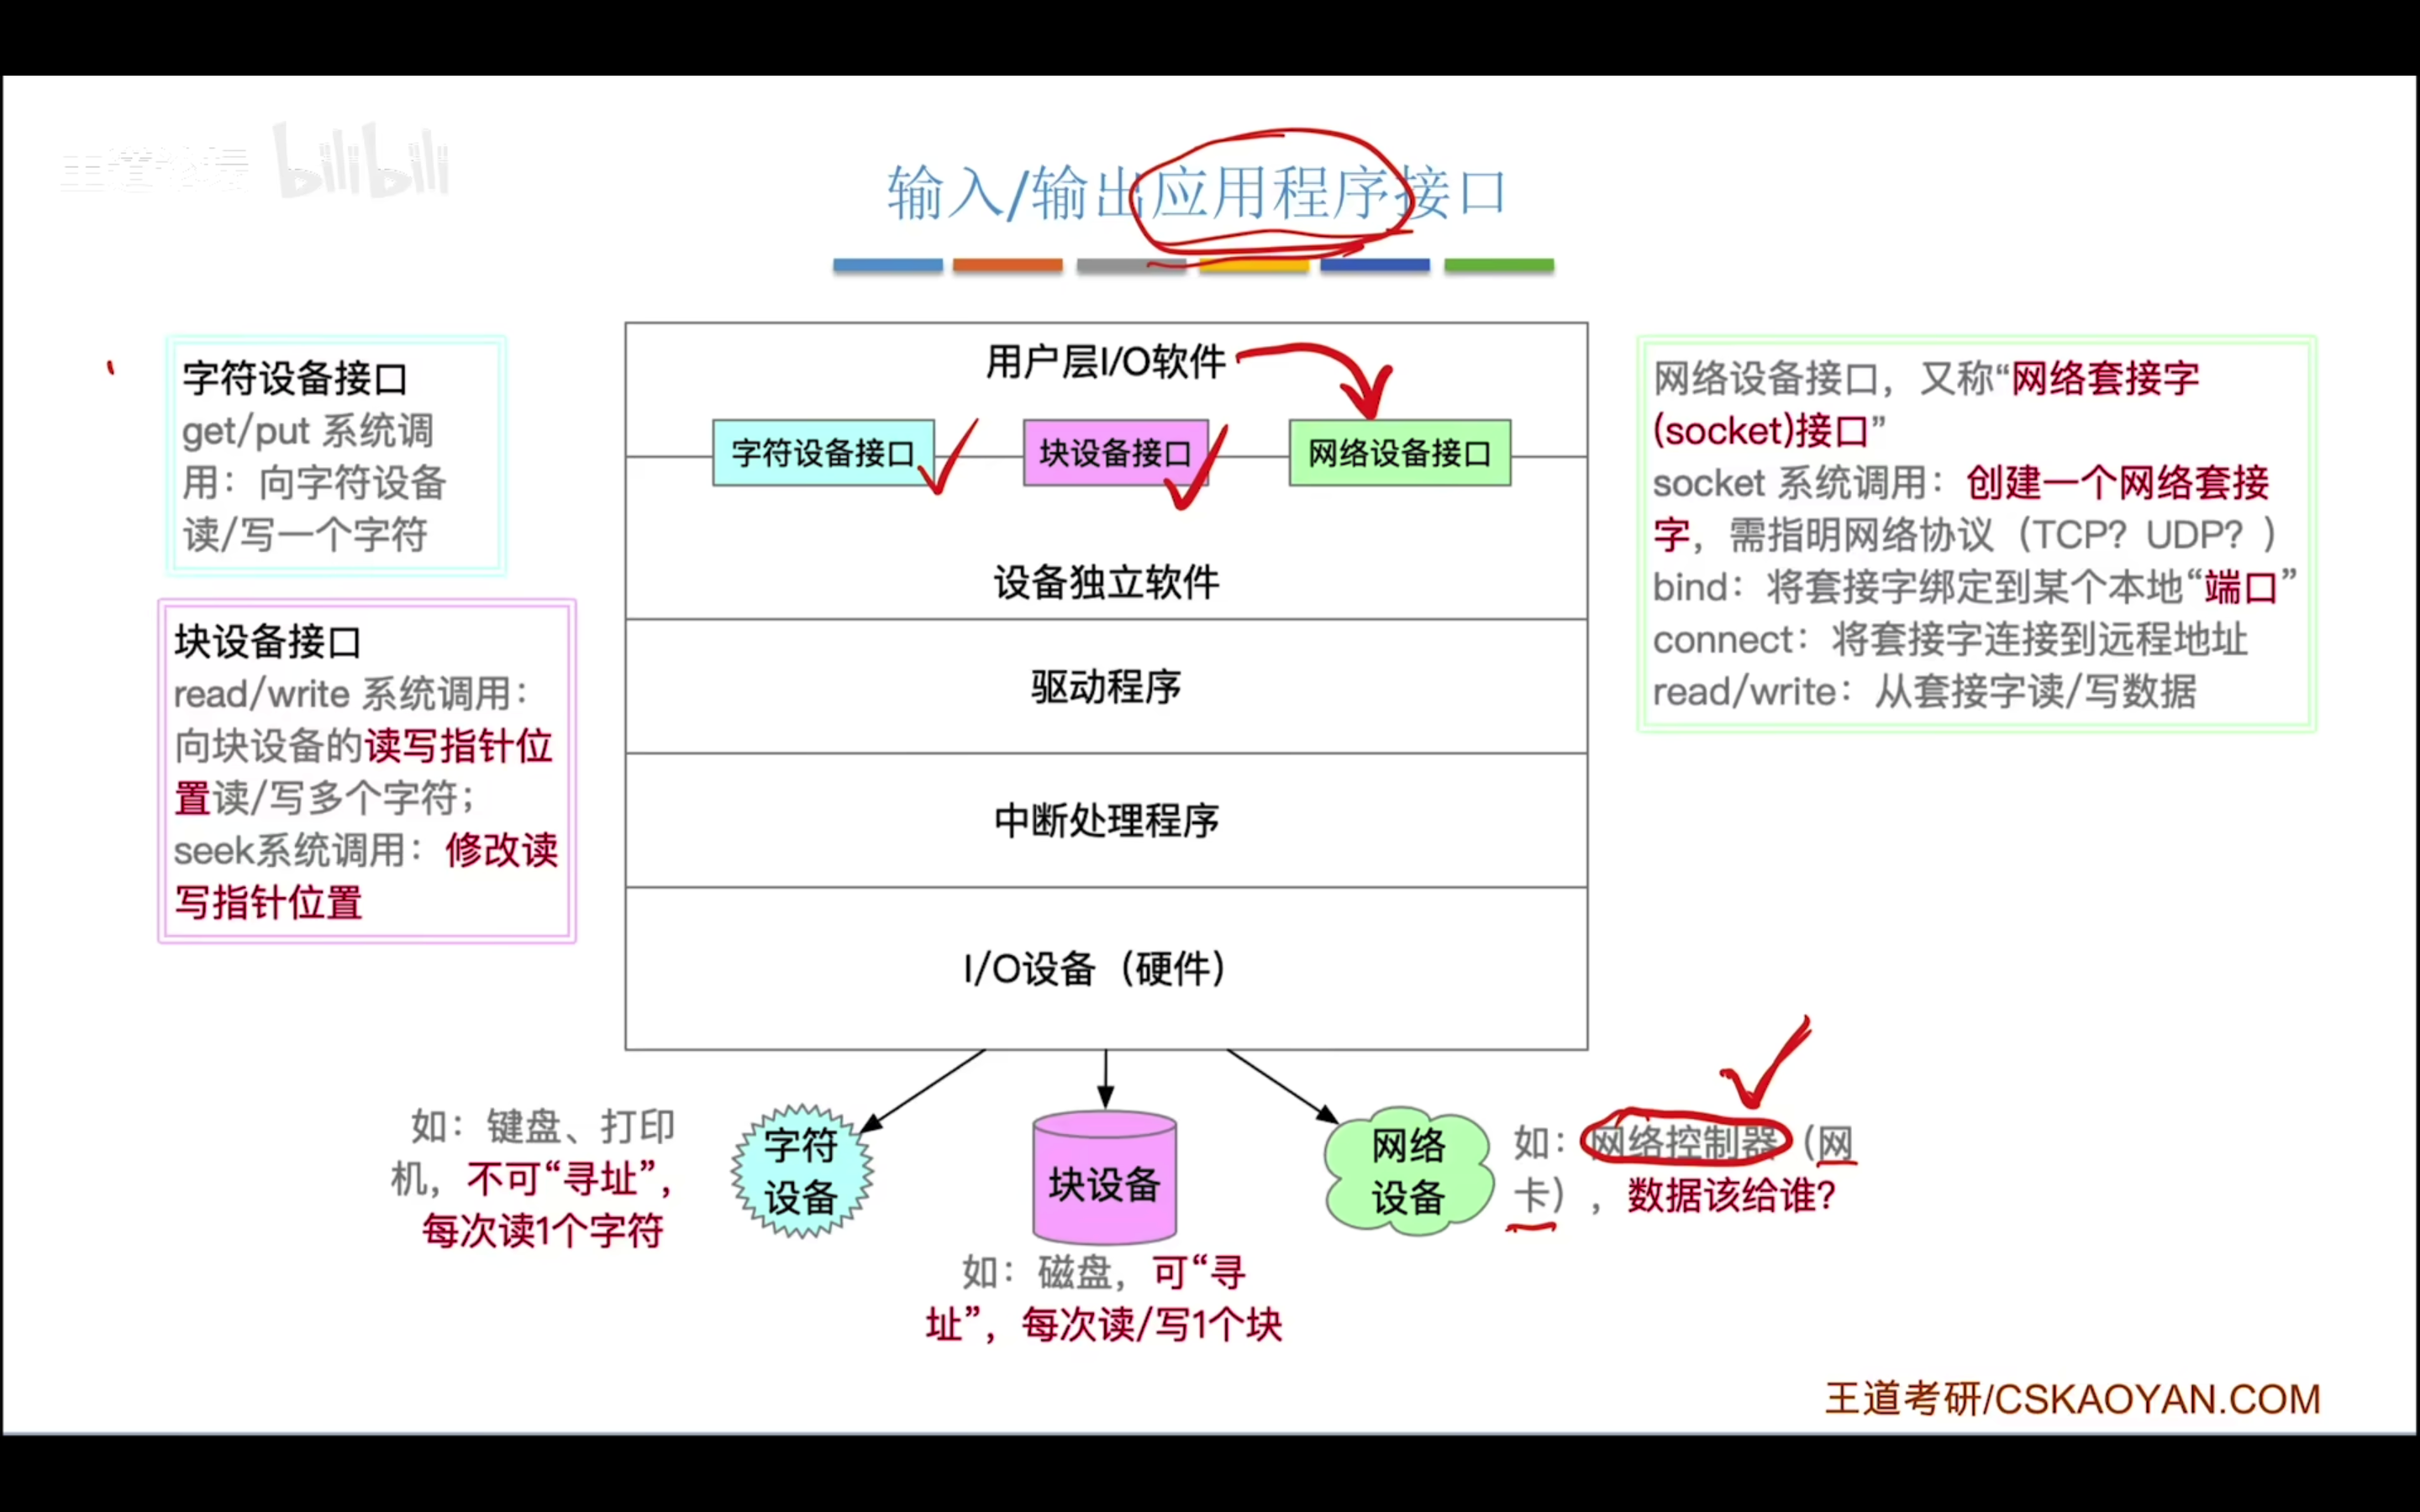 王道论坛 bilibili
输入/输出应用程序接口
字符设备接口
get/put 系统调
用：向字符设备
读/写一个字符
块设备接口
read/write 系统调用：
向块设备的读写指针位
置读/写多个字符；
seek系统调用：修改读
写指针位置
用户层I/O软件
字符设备接口
块设备接口
网络设备接口
设备独立软件
驱动程序
中断处理程序
I/O设备（硬件）
网络设备接口，又称“网络套接字
(socket)接口”
socket 系统调用：创建一个网络套接
字，需指明网络协议（TCP？UDP？）
bind：将套接字绑定到某个本地“端口”
connect：将套接字连接到远程地址
read/write：从套接字读/写数据
如：键盘、打印
机，不可“寻址”，
每次读1个字符
字符
设备
块设备
如：磁盘，可“寻
址”，每次读/写1个块
网络
设备
如：网络控制器（网
卡），数据该给谁？
王道考研/CSKAOYAN.COM